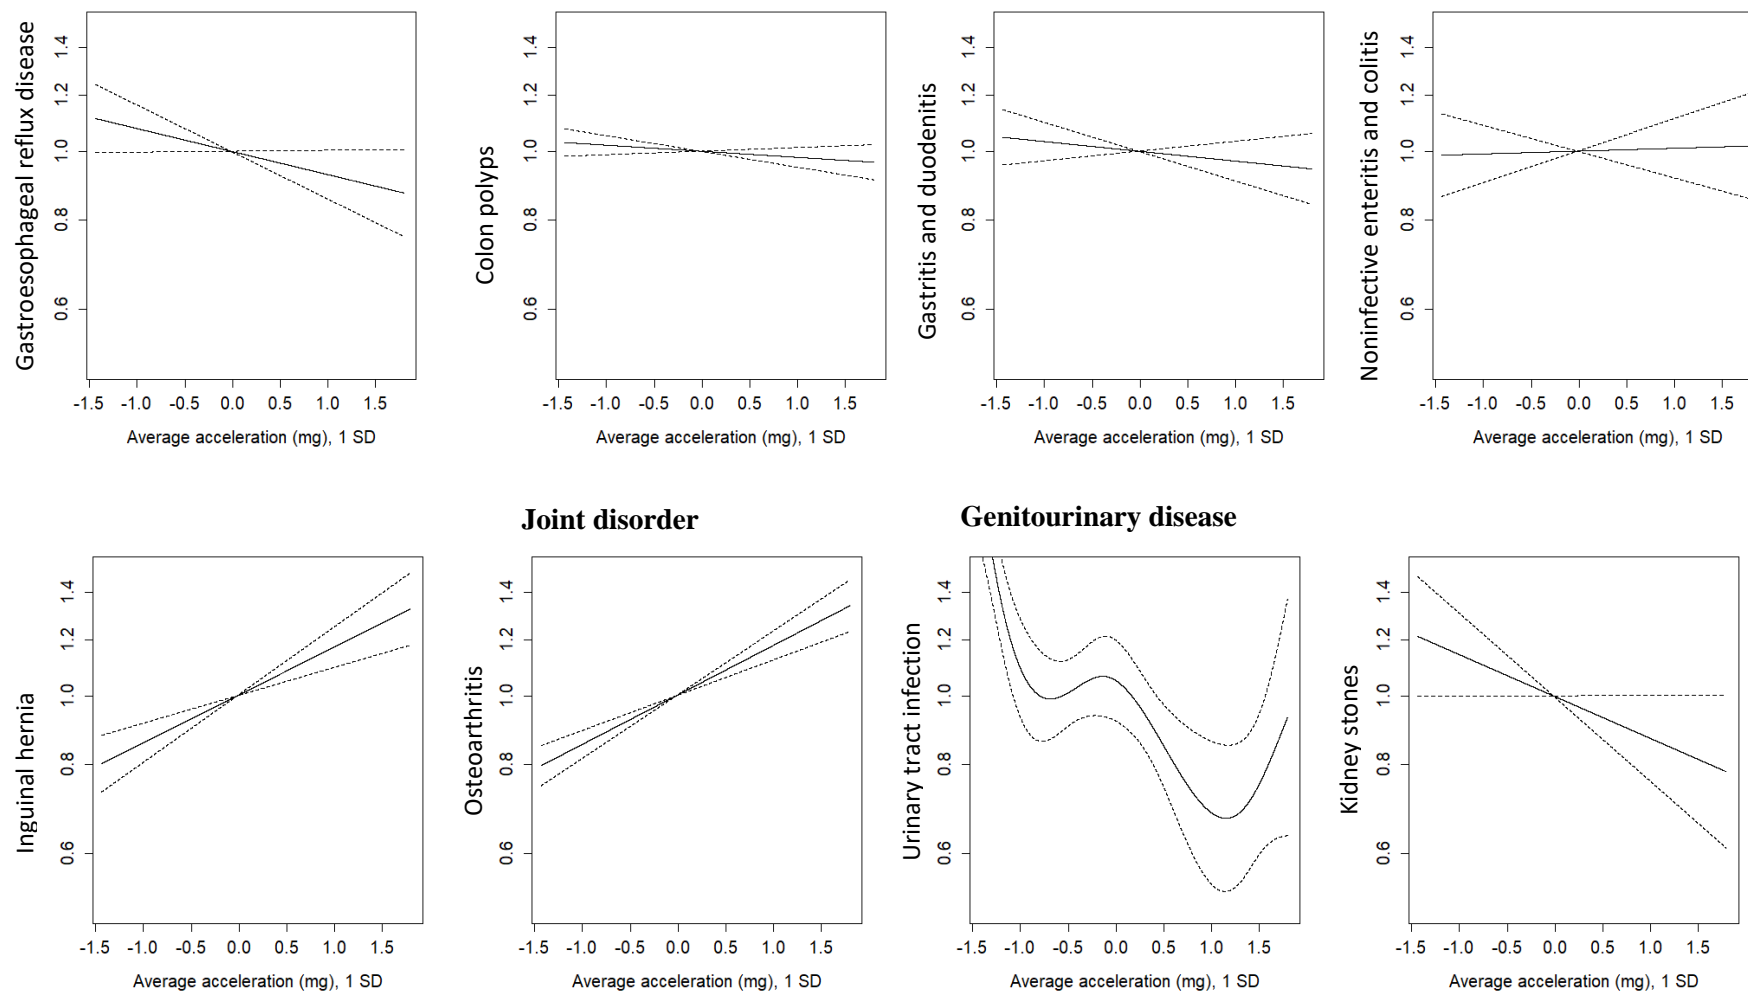 Gastroesophageal reflux disease
1.4
1.2
1.0
0.8
0.6
-1.5 -1.0 -0.5 0.0 0.5 1.0 1.5
Average acceleration (mg), 1 SD
Colon polyps
1.4
1.2
1.0
0.8
0.6
-1.5 -1.0 -0.5 0.0 0.5 1.0 1.5
Average acceleration (mg), 1 SD
Gastritis and duodenitis
1.4
1.2
1.0
0.8
0.6
-1.5 -1.0 -0.5 0.0 0.5 1.0 1.5
Average acceleration (mg), 1 SD
Noninfective enteritis and colitis
1.4
1.2
1.0
0.8
0.6
-1.5 -1.0 -0.5 0.0 0.5 1.0 1.5
Average acceleration (mg), 1 SD
Inguinal hernia
1.4
1.2
1.0
0.8
0.6
-1.5 -1.0 -0.5 0.0 0.5 1.0 1.5
Average acceleration (mg), 1 SD
Joint disorder
Osteoarthritis
1.4
1.2
1.0
0.8
0.6
-1.5 -1.0 -0.5 0.0 0.5 1.0 1.5
Average acceleration (mg), 1 SD
Genitourinary disease
Urinary tract infection
1.4
1.2
1.0
0.8
0.6
-1.5 -1.0 -0.5 0.0 0.5 1.0 1.5
Average acceleration (mg), 1 SD
Kidney stones
1.4
1.2
1.0
0.8
0.6
-1.5 -1.0 -0.5 0.0 0.5 1.0 1.5
Average acceleration (mg), 1 SD